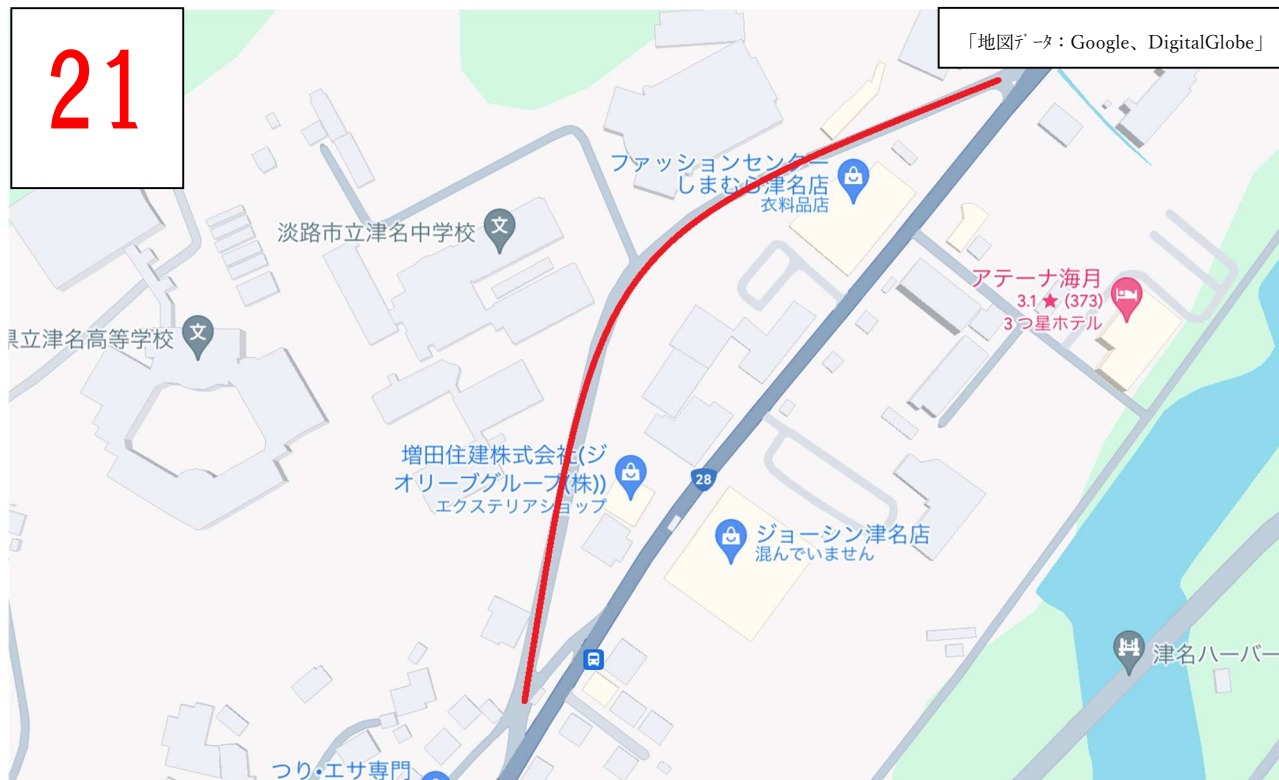 21
「地図ﾃﾞｰﾀ：Google、DigitalGlobe」
ファッションセンター
しまむら津名店
衣料品店
淡路市立津名中学校
アテーナ海月
3.1 ★ (373)
3 つ星ホテル
県立津名高等学校
増田住建株式会社(ジ
オリーブグループ(株))
エクステリアショップ
28
ジョーシン津名店
混んでいません
津名ハーバー
つり・エサ専門
文
文